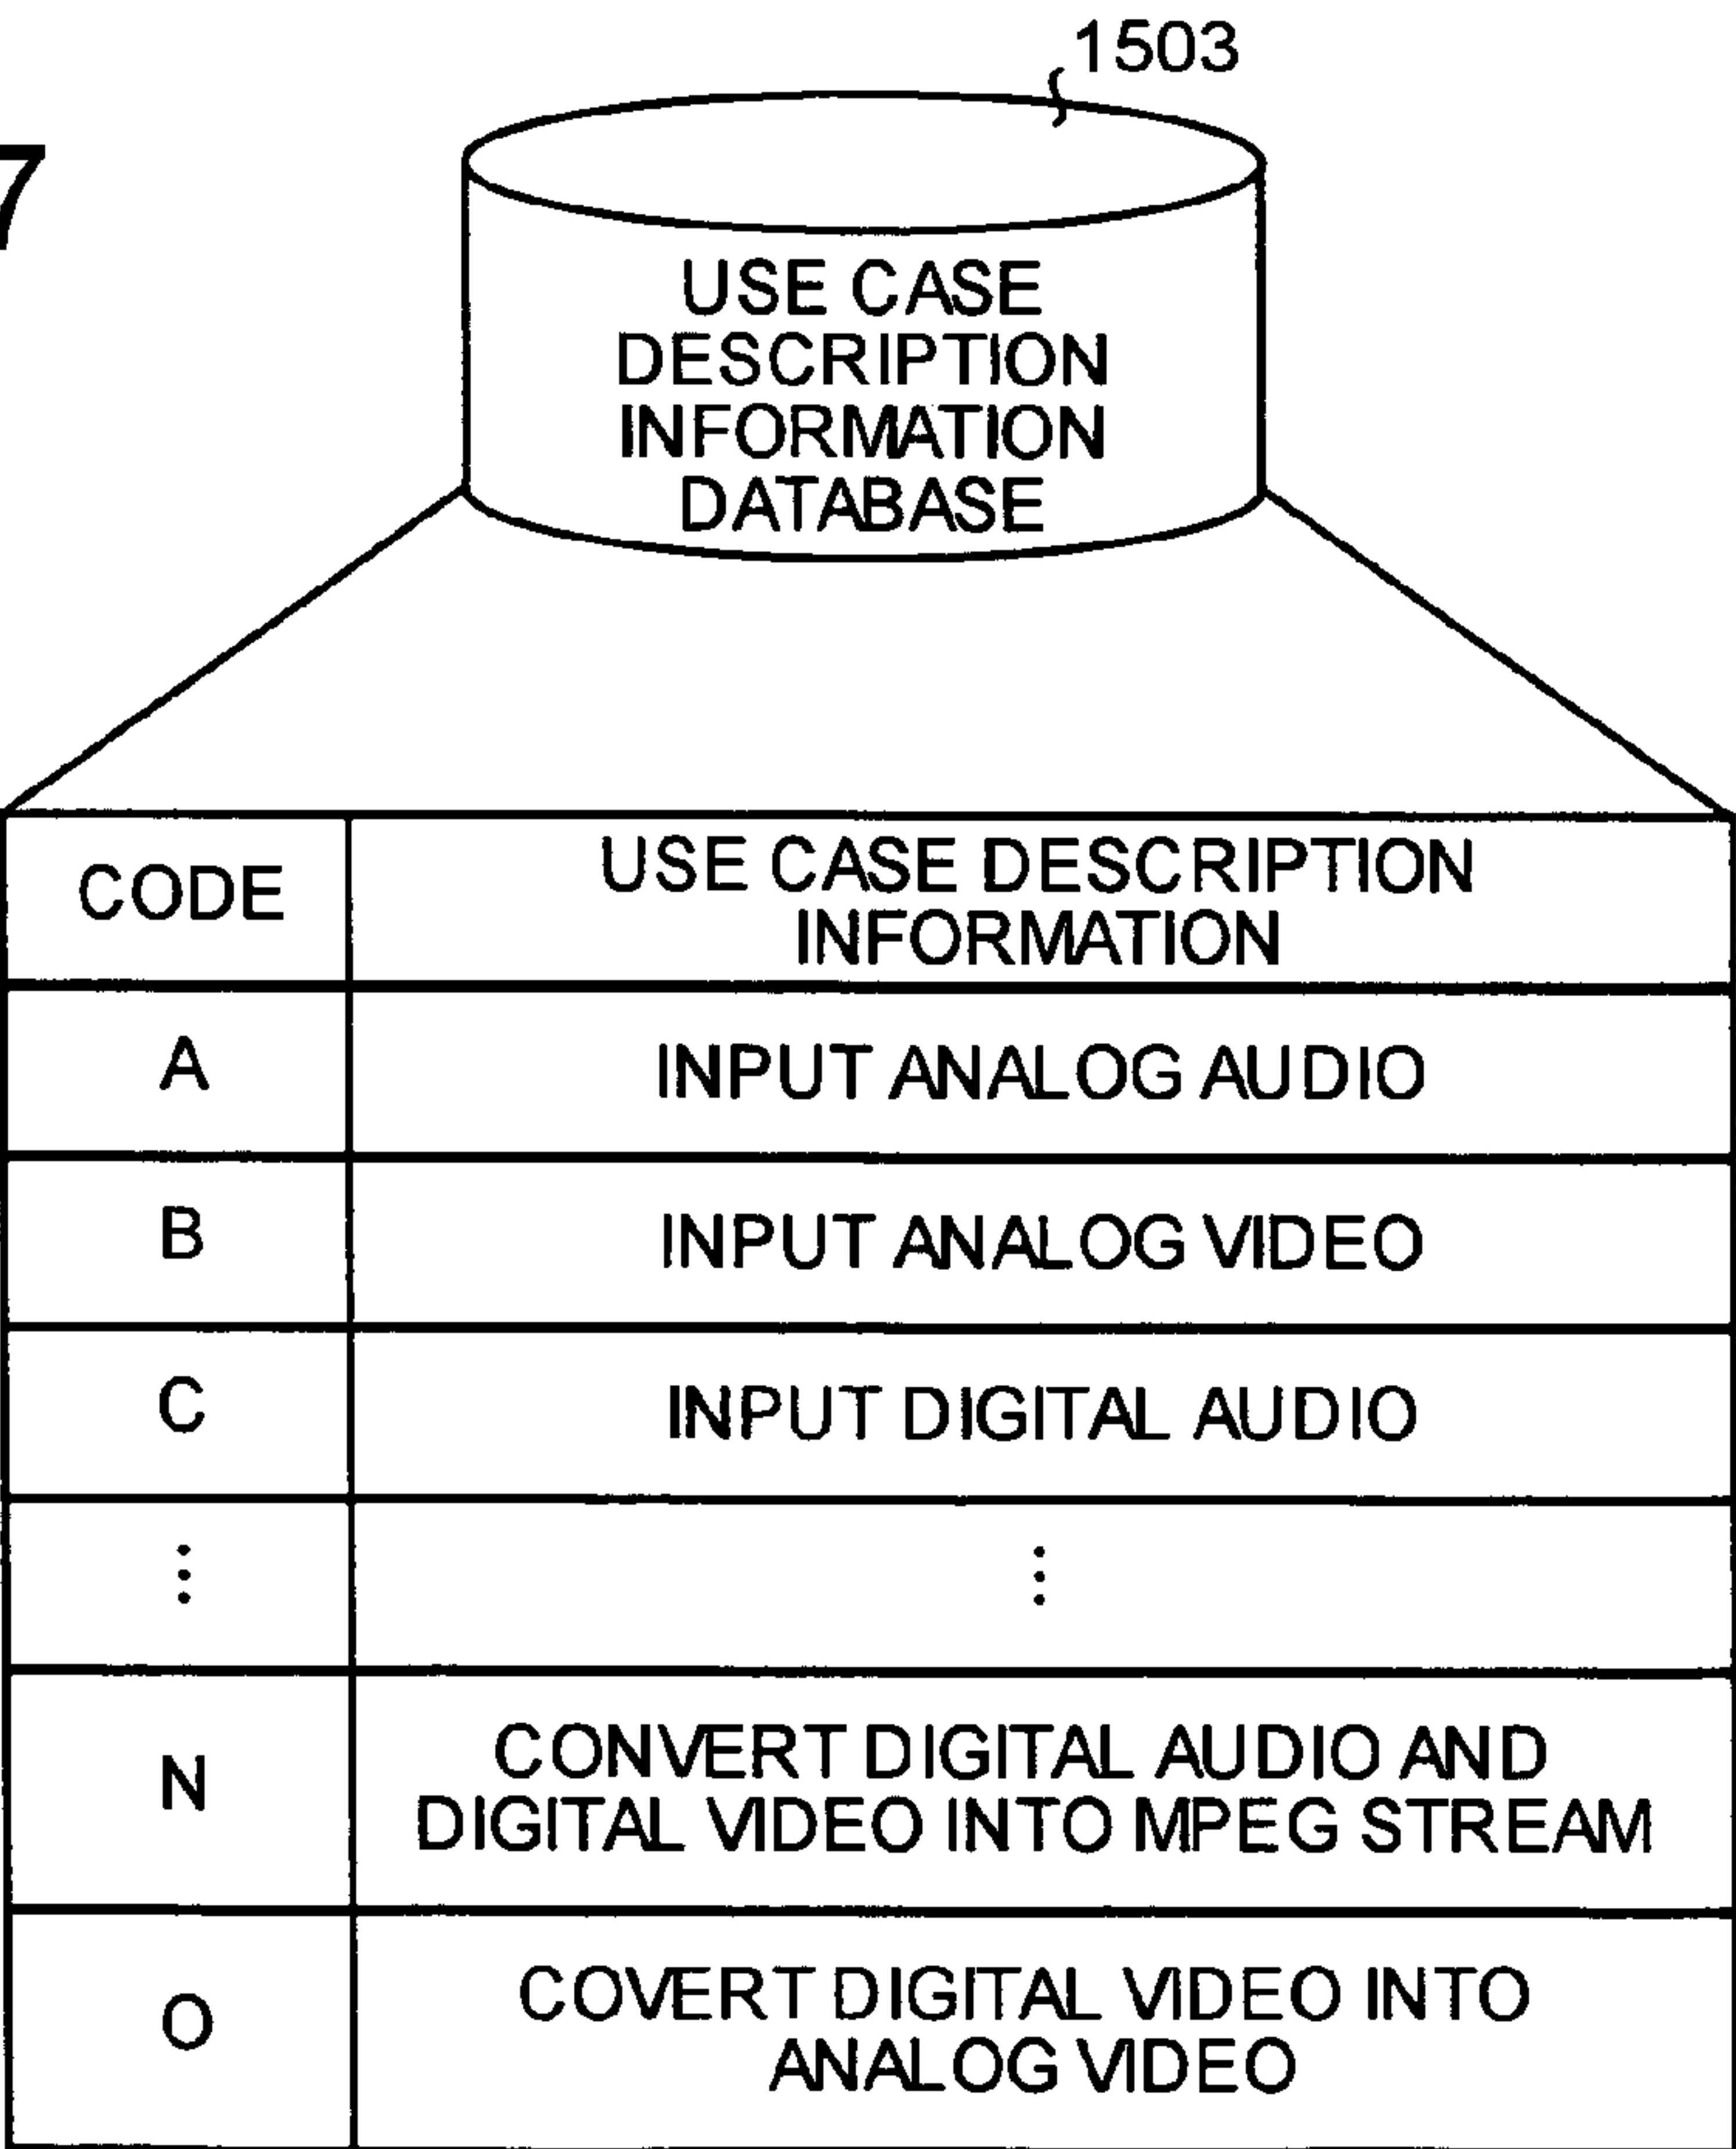 1503
7
USE CASE
DESCRIPTION
INFORMATION
DATABASE
CODE
USE CASE DESCRIPTION
INFORMATION
A
INPUT ANALOG AUDIO
B
INPUT ANALOG VIDEO
C
INPUT DIGITAL AUDIO
⋮
⋮
N
CONVERT DIGITAL AUDIO AND
DIGITAL VIDEO INTO MPEG STREAM
O
COVERT DIGITAL VIDEO INTO
ANALOG VIDEO